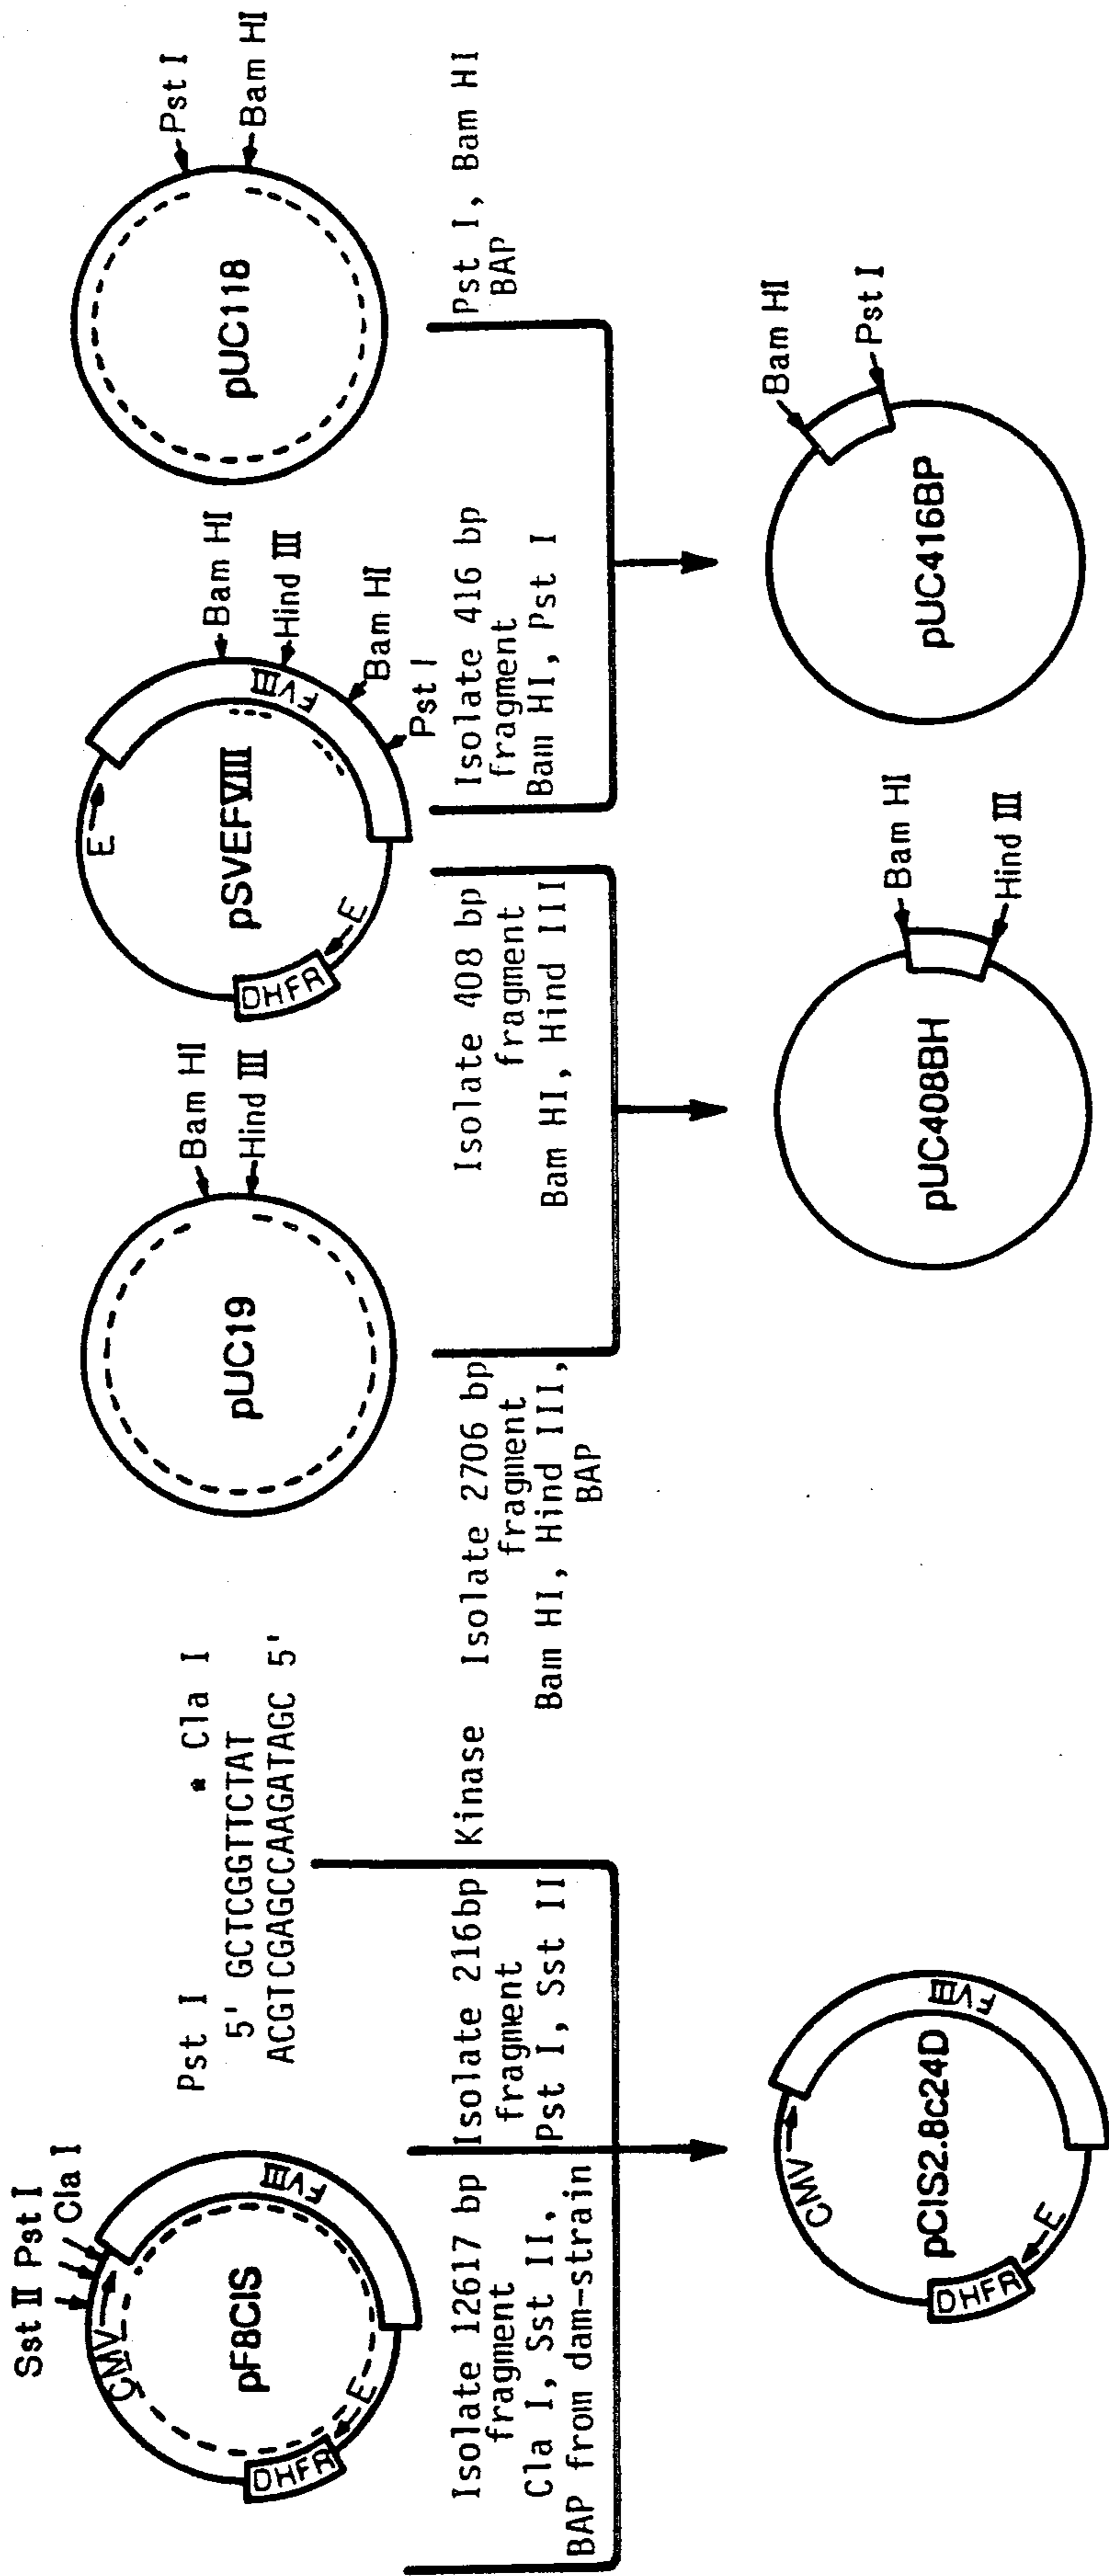 Sst II Pst I
Cla I
CMV
FVIII
pF8CIS
DHFR
E
Pst I
* Cla I
5' GCTCGGTTCTAT
ACGTCGAGCCAAGATAGC 5'
Bam HI
Hind III
pUC19
E
Bam HI
Hind III
FVIII
Bam HI
Pst I
pSVEFVIII
DHFR
E
Pst I
Bam HI
pUC118
Isolate 12617 bp
fragment
Cla I, Sst II,
BAP from dam-strain
Isolate 216bp
fragment
Pst I, Sst II
Kinase
Isolate 2706 bp
fragment
Bam HI, Hind III,
BAP
Isolate 408 bp
fragment
Bam HI, Hind III
Isolate 416 bp
fragment
Bam HI, Pst I
Pst I, Bam HI
BAP
CMV
FVIII
pCIS2.8c24D
DHFR
E
Bam HI
Hind III
pUC408BH
Bam HI
Pst I
pUC416BP